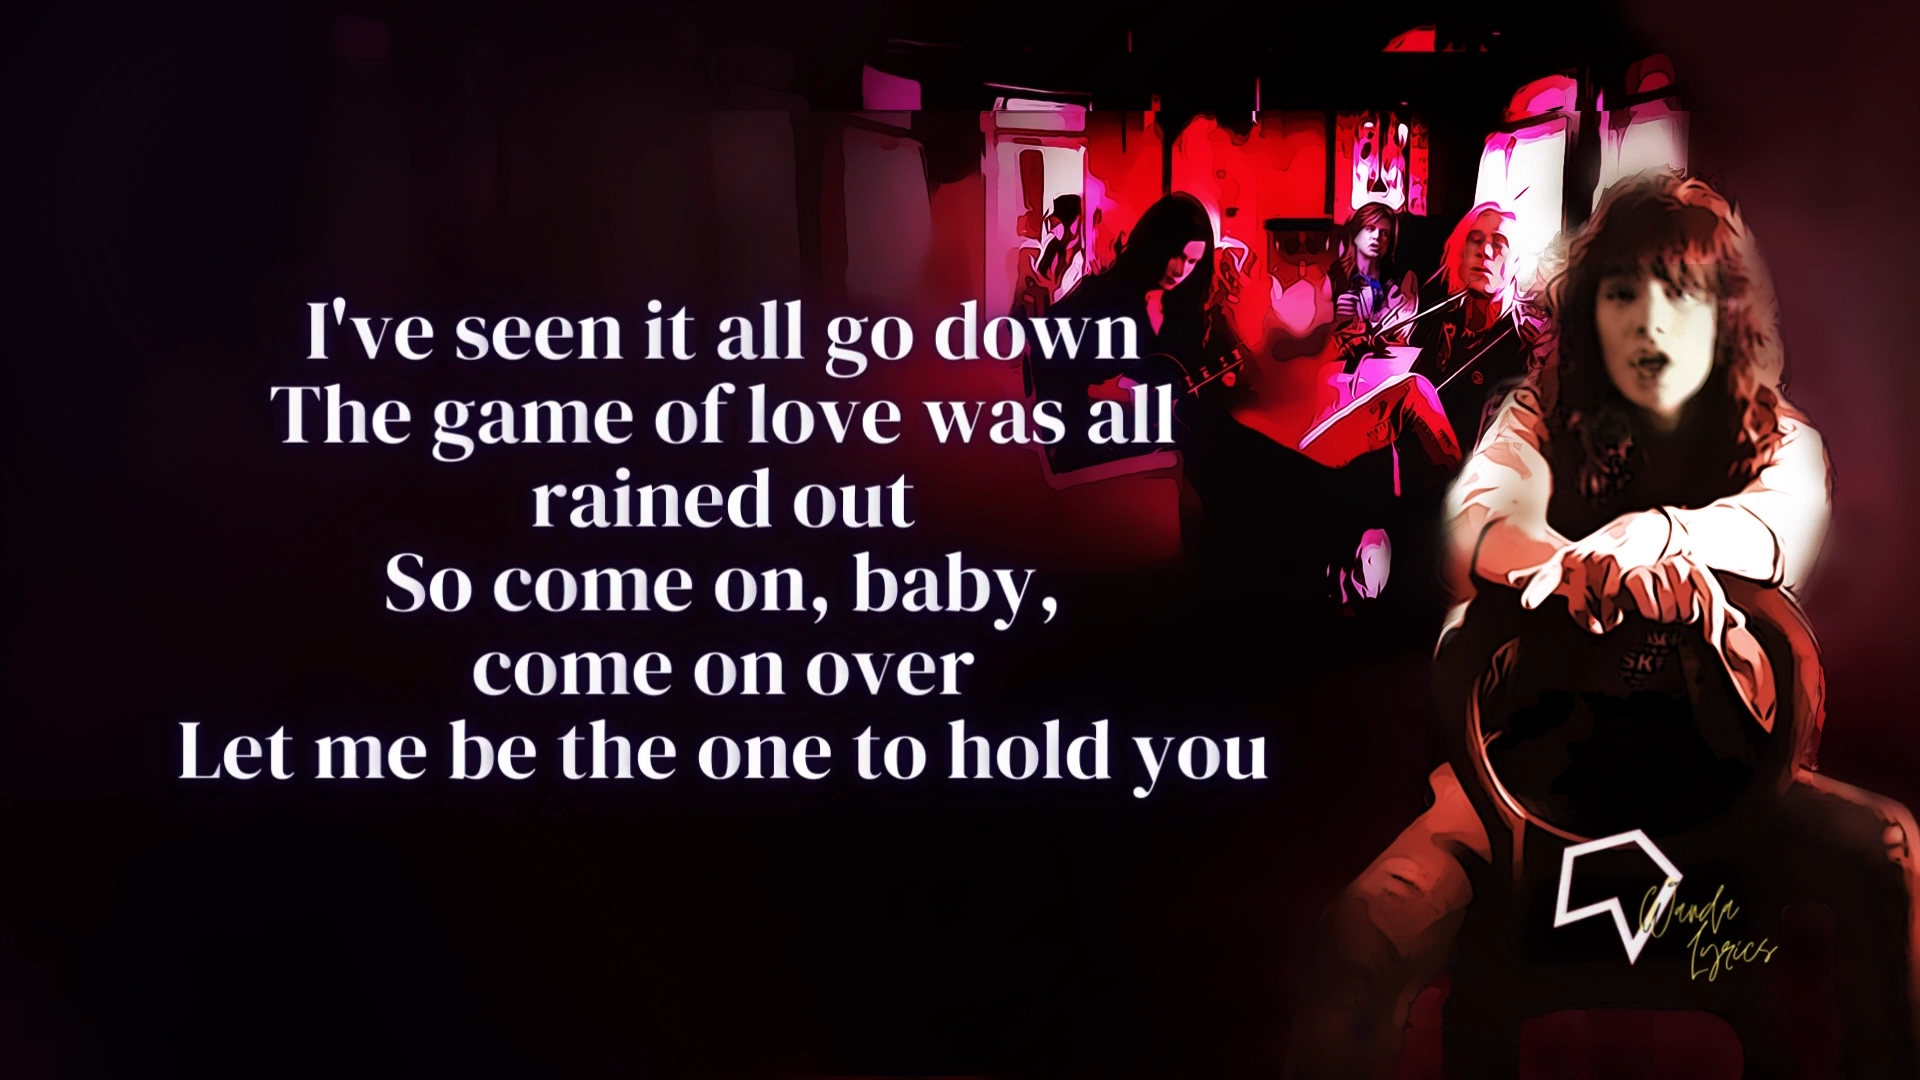 I've seen it all go down
The game of love was all
rained out
So come on, baby,
come on over
Let me be the one to hold you
Wanda
Lyrics